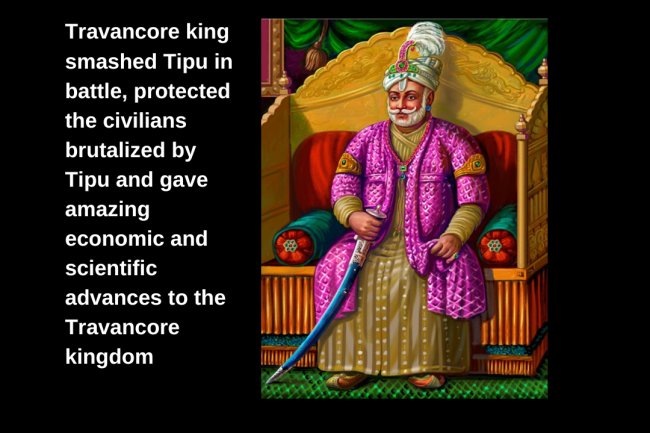 Travancore king
smashed Tipu in
battle, protected
the civilians
brutalized by
Tipu and gave
amazing
economic and
scientific
advances to the
Travancore
kingdom